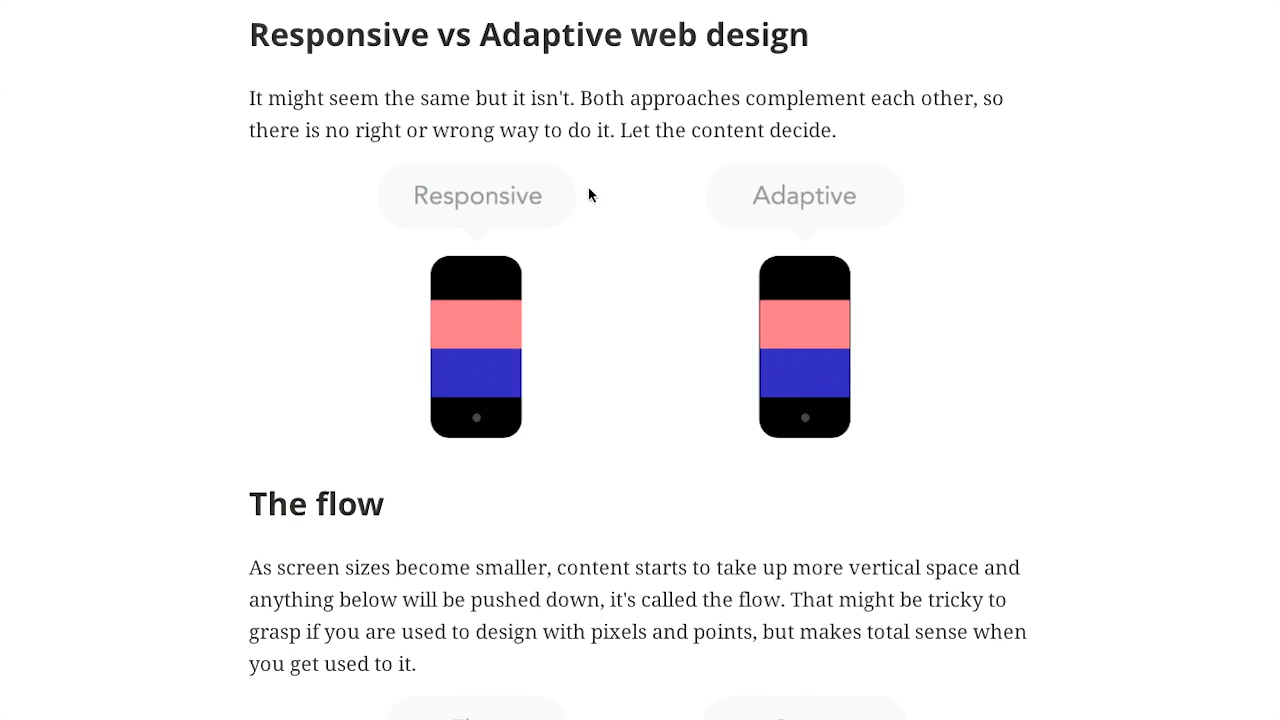 Responsive vs Adaptive web design
It might seem the same but it isn't. Both approaches complement each other, so
there is no right or wrong way to do it. Let the content decide.
Responsive
Adaptive
The flow
As screen sizes become smaller, content starts to take up more vertical space and
anything below will be pushed down, it's called the flow. That might be tricky to
grasp if you are used to design with pixels and points, but makes total sense when
you get used to it.